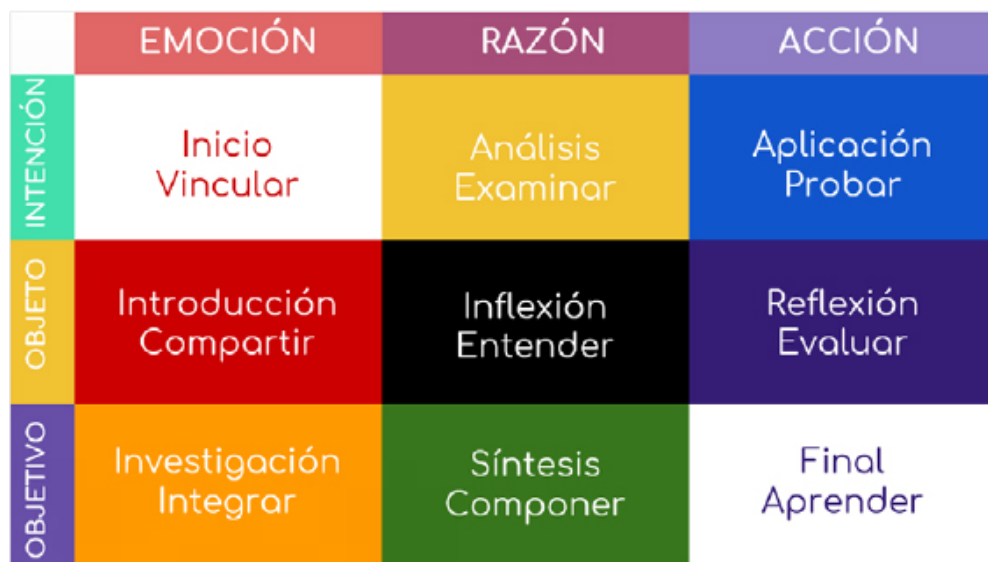 EMOCIÓN
RAZÓN
ACCIÓN
INTENCIÓN
Inicio
Vincular
Análisis
Examinar
Aplicación
Probar
OBJETO
Introducción
Compartir
Inflexión
Entender
Reflexión
Evaluar
OBJETIVO
Investigación
Integrar
Síntesis
Componer
Final
Aprender